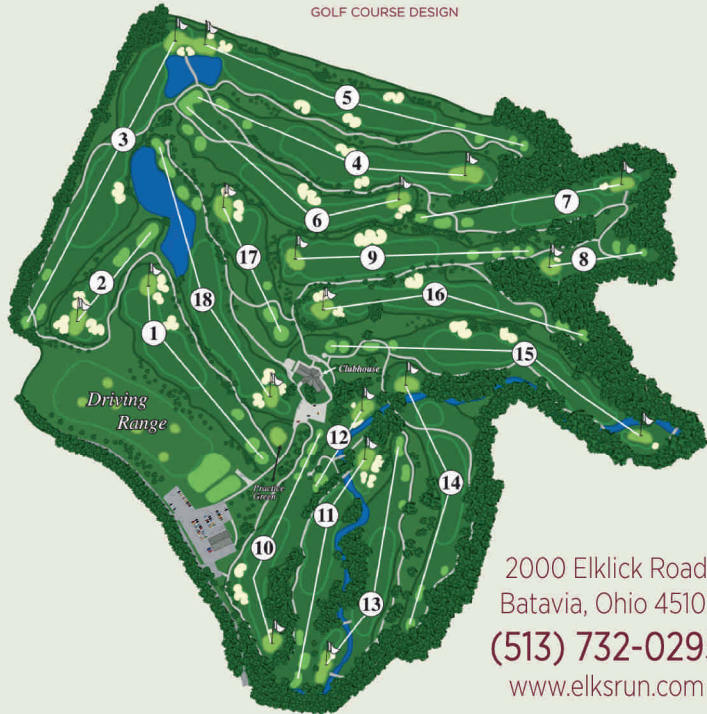 GOLF COURSE DESIGN
5
3
4
7
6
2
17
9
8
18
16
1
15
Clubhouse
Driving
Range
12
14
Practice
Green
11
10
13
2000 Elklick Road
Batavia, Ohio 4510
(513) 732-029
www.elksrun.com